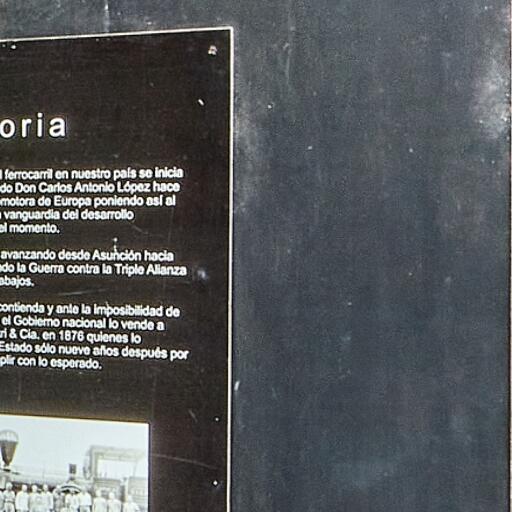 oria
l ferrocarril en nuestro país se inicia
do Don Carlos Antonio López hace
omotora de Europa poniendo así al
vanguardia del desarrollo
el momento.
avanzando desde Asunción hacia
ndo la Guerra contra la Triple Alianza
abajos.
contienda y ante la imposibilidad de
el Gobierno nacional lo vende a
ri & Cia. en 1876 quienes lo
Estado sólo nueve años después por
plir con lo esperado.